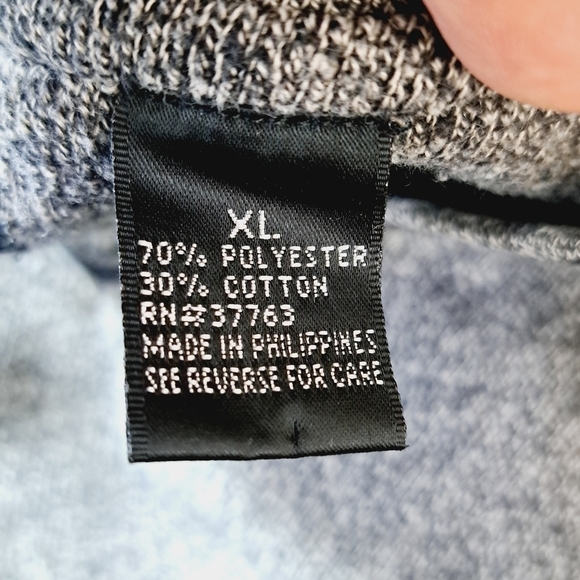 XL
70% POLYESTER
30% COTTON
RN#37763
MADE IN PHILIPPINES
SEE REVERSE FOR CARE